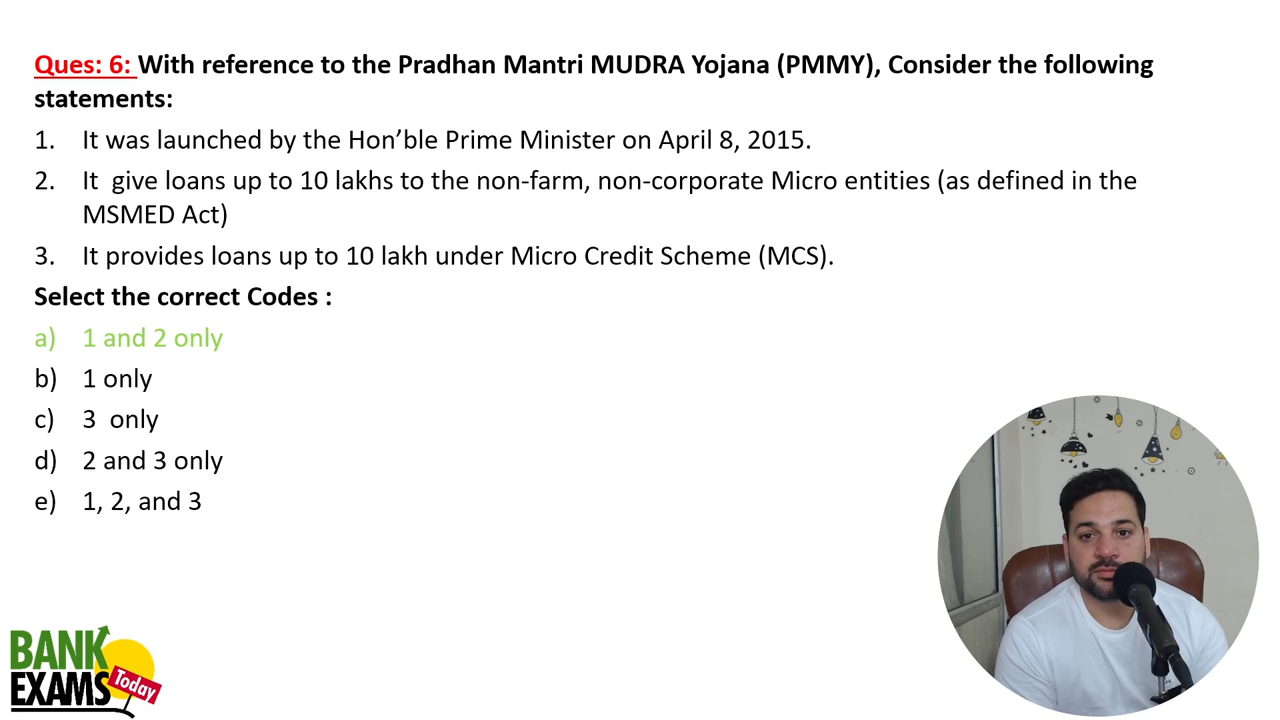 Ques: 6: With reference to the Pradhan Mantri MUDRA Yojana (PMMY), Consider the following
statements:
1. It was launched by the Hon’ble Prime Minister on April 8, 2015.
2. It give loans up to 10 lakhs to the non-farm, non-corporate Micro entities (as defined in the
MSMED Act)
3. It provides loans up to 10 lakh under Micro Credit Scheme (MCS).
Select the correct Codes :
a) 1 and 2 only
b) 1 only
c) 3 only
d) 2 and 3 only
e) 1, 2, and 3
BANK
EXAMS
Today